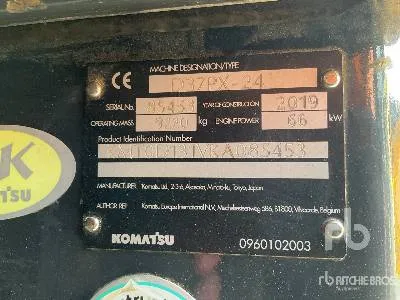 CE
MACHINE DESIGNATION/TYPE
D37PX-24
SERIAL No. 85453 YEAR OF CONSTRUCTION 2019
OPERATING MASS kg ENGINE POWER 66 kW
Product Identification Number
MANUFACTURER Komatsu Ltd., 2-3-6, Akasaka, Minato-ku, Tokyo, Japan
AUTHOR REP. Komatsu Europe International N.V., Mechelsesteenweg 586, B1800, Vilvoorde, Belgium
KOMATSU 0960102003
rb
RITCHIE BROS